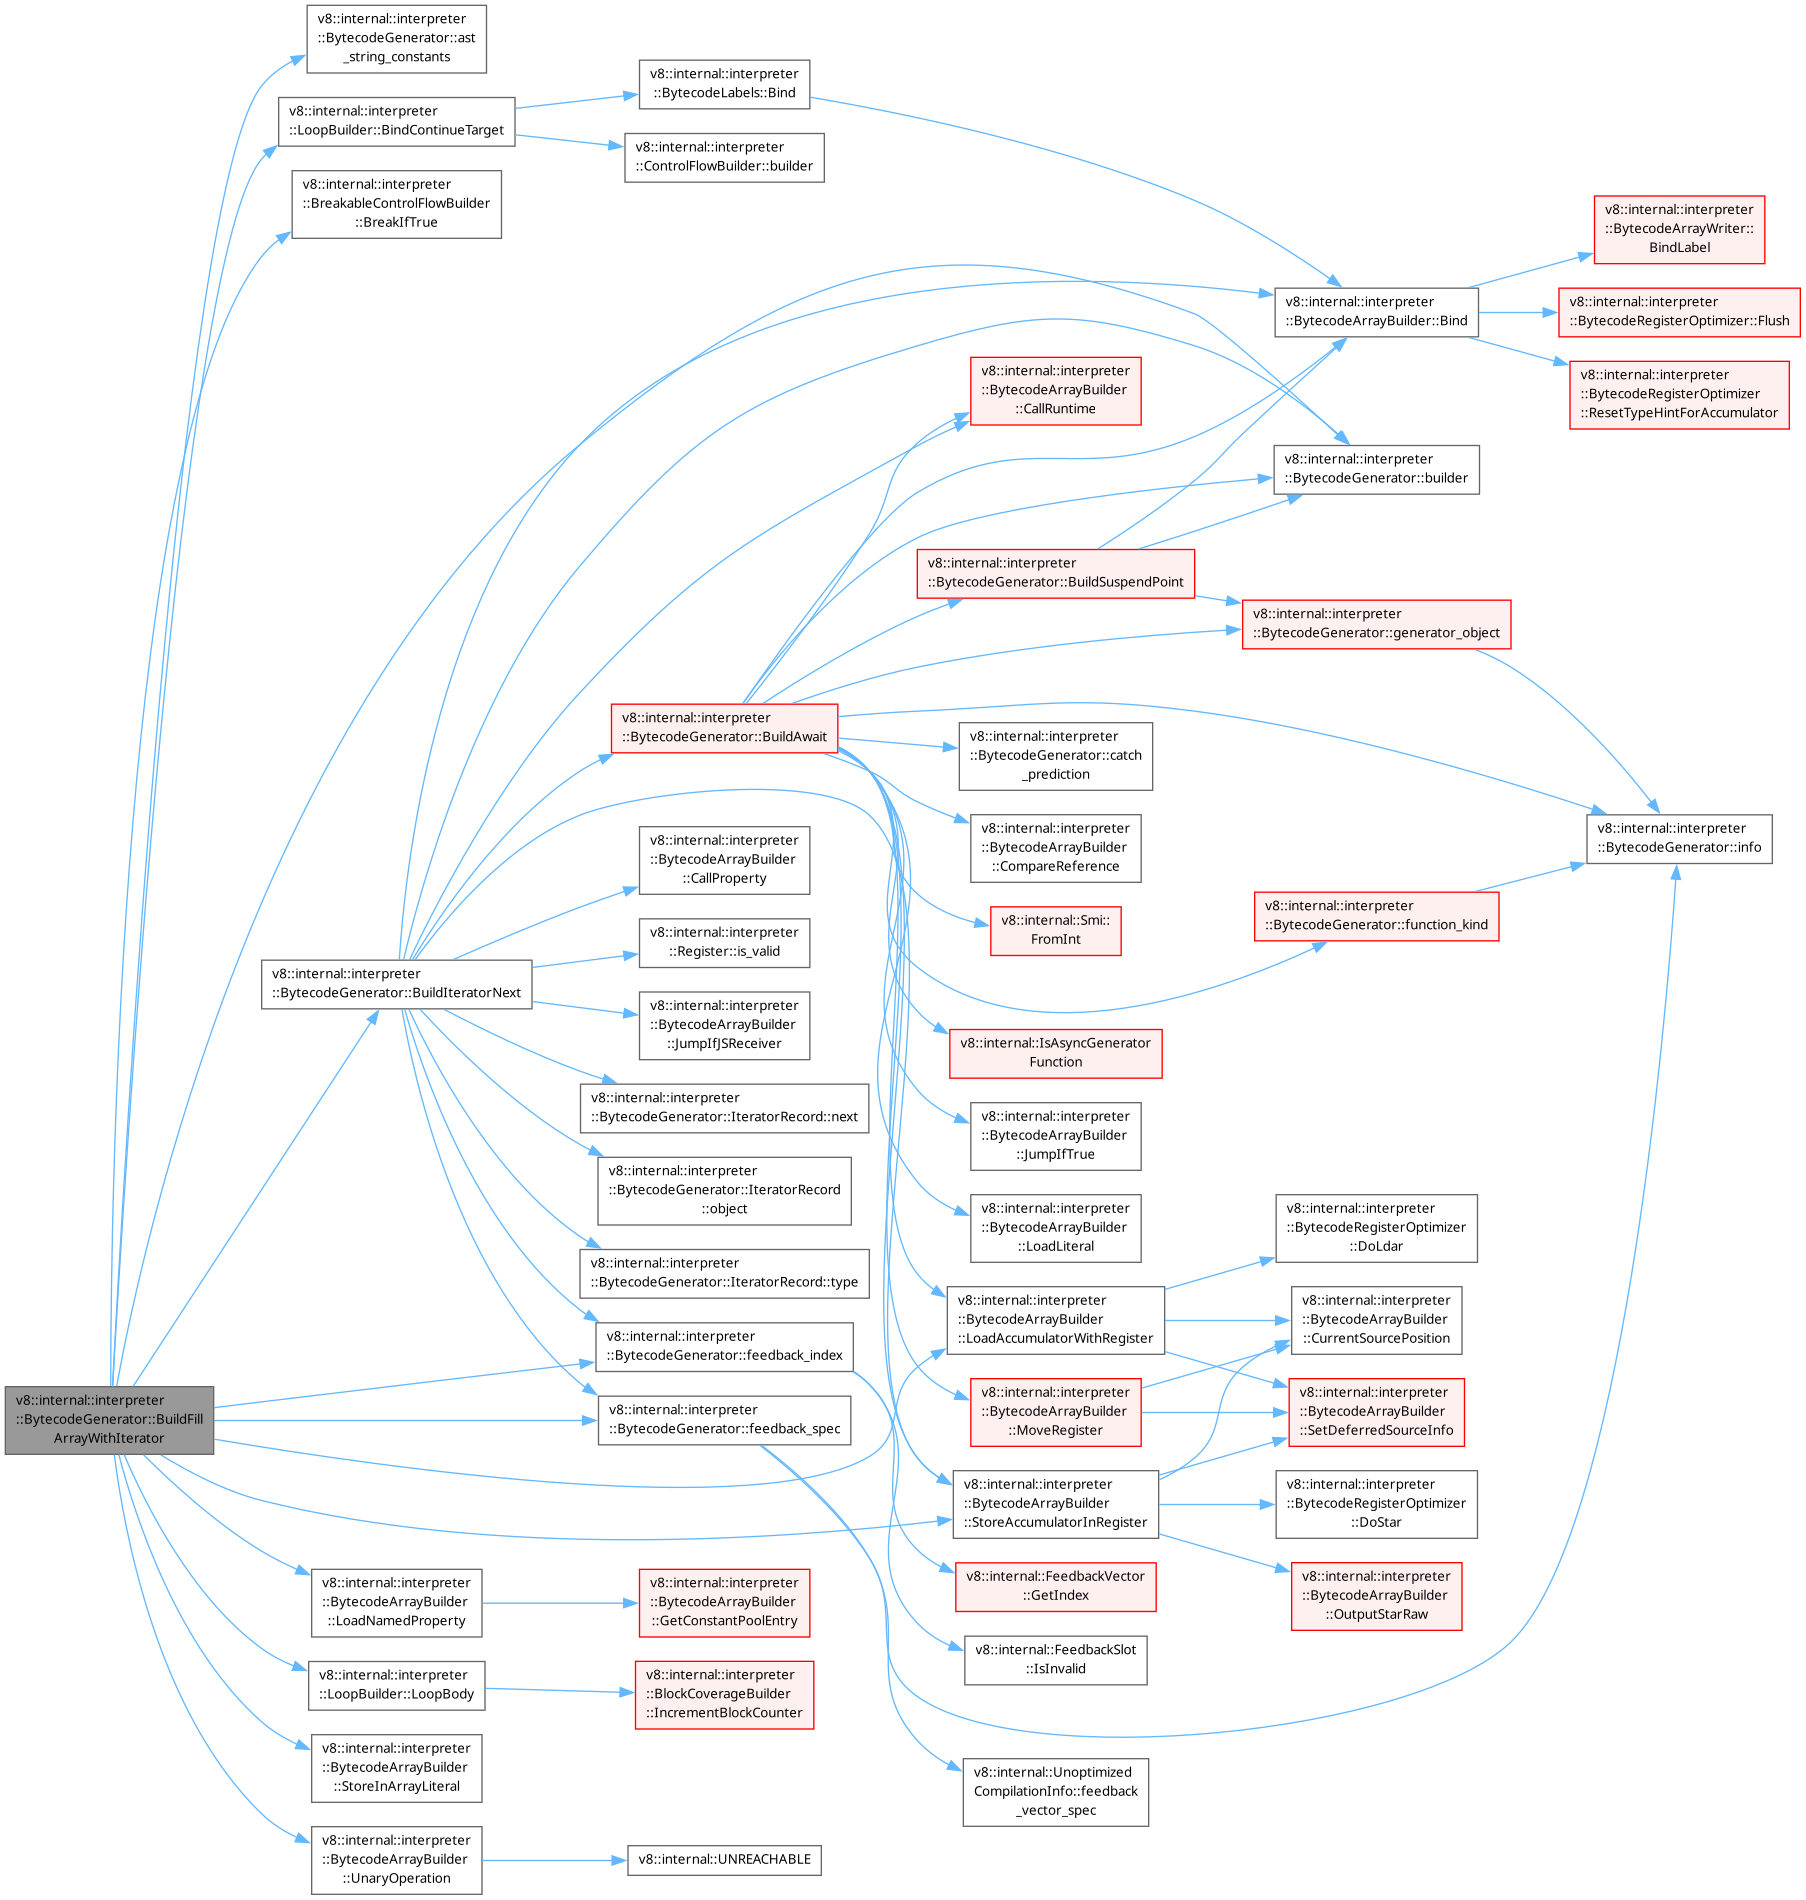 v8::internal::interpreter
::BytecodeGenerator::BuildFill
ArrayWithIterator
v8::internal::interpreter
::BytecodeGenerator::ast
_string_constants
v8::internal::interpreter
::LoopBuilder::BindContinueTarget
v8::internal::interpreter
::BreakableControlFlowBuilder
::BreakIfTrue
v8::internal::interpreter
::BytecodeGenerator::BuildIteratorNext
v8::internal::interpreter
::BytecodeArrayBuilder
::LoadNamedProperty
v8::internal::interpreter
::LoopBuilder::LoopBody
v8::internal::interpreter
::BytecodeArrayBuilder
::StoreInArrayLiteral
v8::internal::interpreter
::BytecodeArrayBuilder
::UnaryOperation
v8::internal::interpreter
::BytecodeLabels::Bind
v8::internal::interpreter
::ControlFlowBuilder::builder
v8::internal::interpreter
::BytecodeGenerator::BuildAwait
v8::internal::interpreter
::BytecodeArrayBuilder
::CallProperty
v8::internal::interpreter
::Register::is_valid
v8::internal::interpreter
::BytecodeArrayBuilder
::JumpIfJSReceiver
v8::internal::interpreter
::BytecodeGenerator::IteratorRecord::next
v8::internal::interpreter
::BytecodeGenerator::IteratorRecord
::object
v8::internal::interpreter
::BytecodeGenerator::IteratorRecord::type
v8::internal::interpreter
::BytecodeGenerator::feedback_index
v8::internal::interpreter
::BytecodeGenerator::feedback_spec
v8::internal::interpreter
::BytecodeArrayBuilder
::GetConstantPoolEntry
v8::internal::interpreter
::BlockCoverageBuilder
::IncrementBlockCounter
v8::internal::UNREACHABLE
v8::internal::interpreter
::BytecodeArrayBuilder
::CallRuntime
v8::internal::interpreter
::BytecodeGenerator::BuildSuspendPoint
v8::internal::interpreter
::BytecodeGenerator::catch
_prediction
v8::internal::interpreter
::BytecodeArrayBuilder
::CompareReference
v8::internal::Smi::
FromInt
v8::internal::IsAsyncGenerator
Function
v8::internal::interpreter
::BytecodeArrayBuilder
::JumpIfTrue
v8::internal::interpreter
::BytecodeArrayBuilder
::LoadLiteral
v8::internal::interpreter
::BytecodeArrayBuilder
::LoadAccumulatorWithRegister
v8::internal::interpreter
::BytecodeArrayBuilder
::MoveRegister
v8::internal::interpreter
::BytecodeArrayBuilder
::StoreAccumulatorInRegister
v8::internal::FeedbackVector
::GetIndex
v8::internal::FeedbackSlot
::IsInvalid
v8::internal::Unoptimized
CompilationInfo::feedback
_vector_spec
v8::internal::interpreter
::BytecodeArrayBuilder::Bind
v8::internal::interpreter
::BytecodeGenerator::builder
v8::internal::interpreter
::BytecodeGenerator::generator_object
v8::internal::interpreter
::BytecodeGenerator::function_kind
v8::internal::interpreter
::BytecodeRegisterOptimizer
::DoLdar
v8::internal::interpreter
::BytecodeArrayBuilder
::CurrentSourcePosition
v8::internal::interpreter
::BytecodeArrayBuilder
::SetDeferredSourceInfo
v8::internal::interpreter
::BytecodeRegisterOptimizer
::DoStar
v8::internal::interpreter
::BytecodeArrayBuilder
::OutputStarRaw
v8::internal::interpreter
::BytecodeArrayWriter::
BindLabel
v8::internal::interpreter
::BytecodeRegisterOptimizer::Flush
v8::internal::interpreter
::BytecodeRegisterOptimizer
::ResetTypeHintForAccumulator
v8::internal::interpreter
::BytecodeGenerator::info